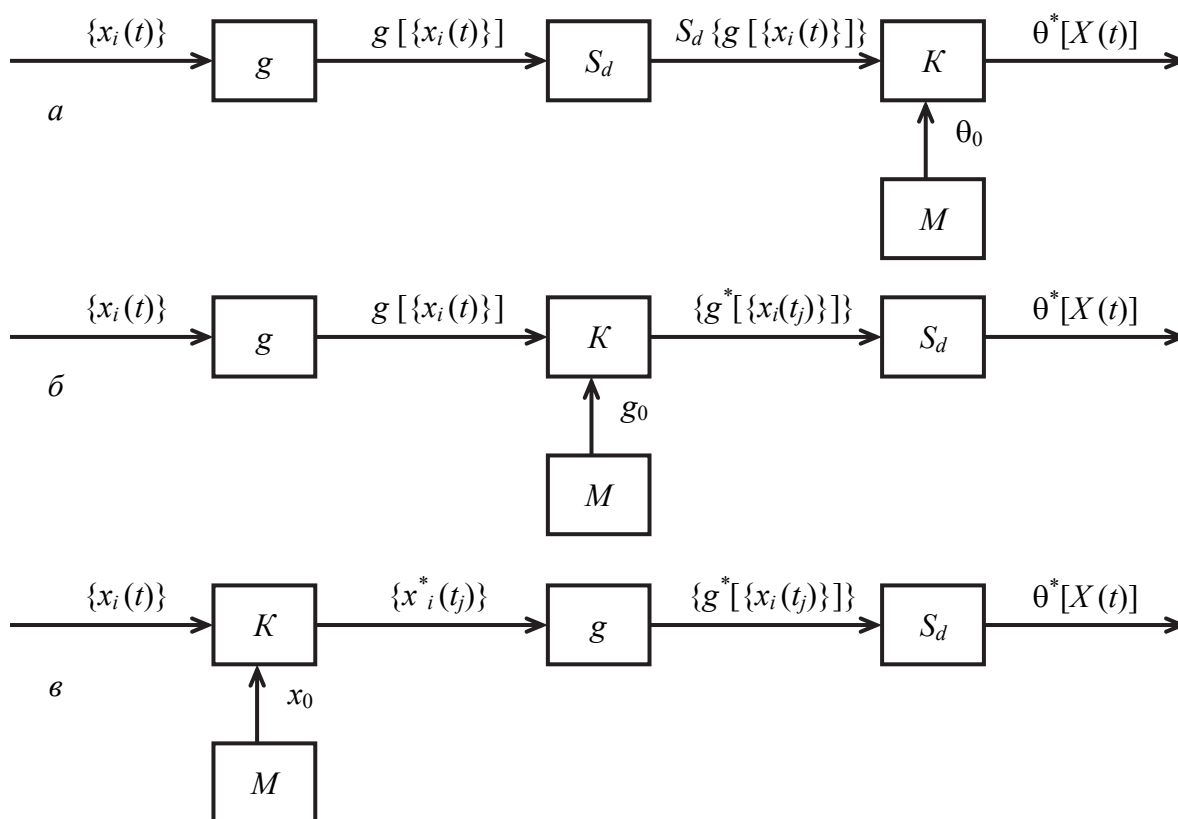 {xᵢ(t)} g [{xᵢ(t)}] S_d {g [{xᵢ(t)}]} θ*[X(t)]
g S_d К
а θ₀
М
{xᵢ(t)} g [{xᵢ(t)}] {g*[{xᵢ(tⱼ)}]} θ*[X(t)]
g К S_d
б g₀
М
{xᵢ(t)} {x*ᵢ(tⱼ)} {g*[{xᵢ(tⱼ)}]} θ*[X(t)]
К g S_d
в x₀
М